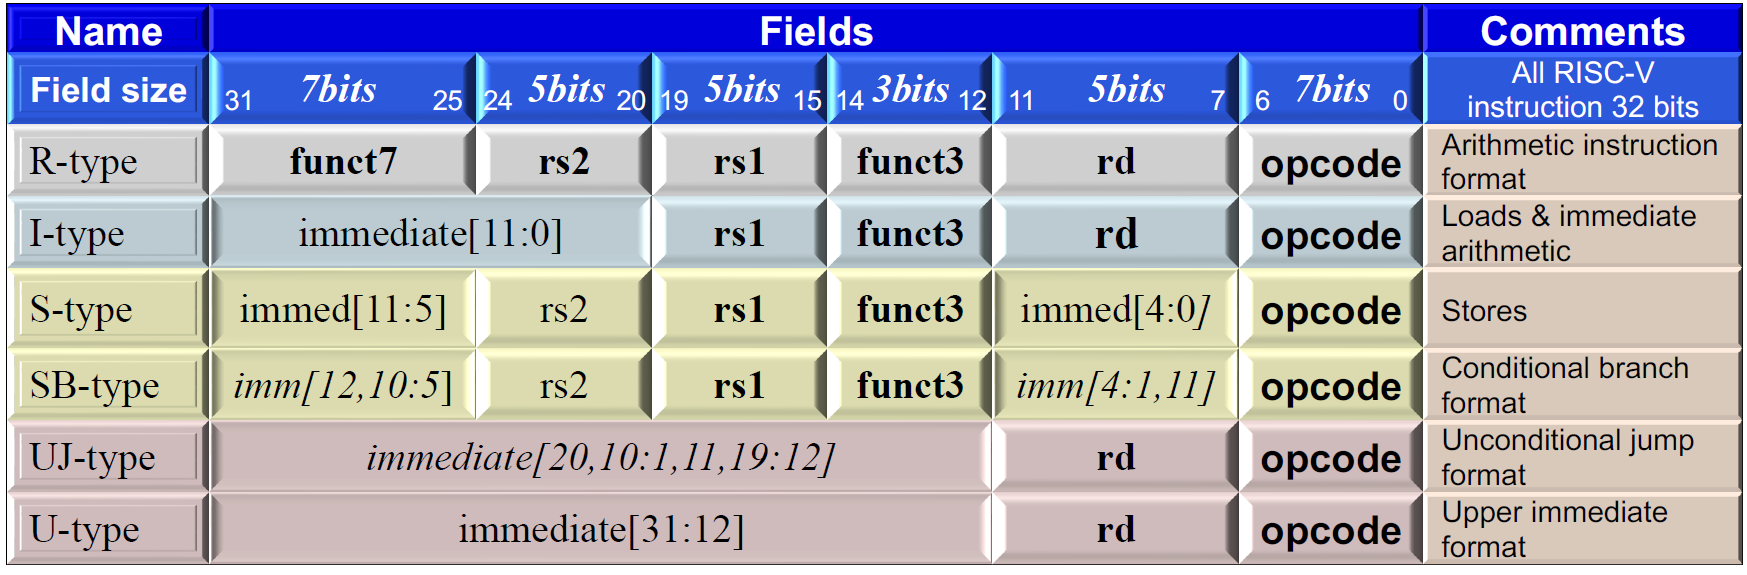 Name Fields Comments
Field size 31 7bits 25 24 5bits 20 19 5bits 15 14 3bits 12 11 5bits 7 6 7bits 0 All RISC-V
instruction 32 bits
R-type funct7 rs2 rs1 funct3 rd opcode Arithmetic instruction
format
I-type immediate[11:0] rs1 funct3 rd opcode Loads & immediate
arithmetic
S-type immed[11:5] rs2 rs1 funct3 immed[4:0] opcode Stores
SB-type imm[12,10:5] rs2 rs1 funct3 imm[4:1,11] opcode Conditional branch
format
UJ-type immediate[20,10:1,11,19:12] rd opcode Unconditional jump
format
U-type immediate[31:12] rd opcode Upper immediate
format